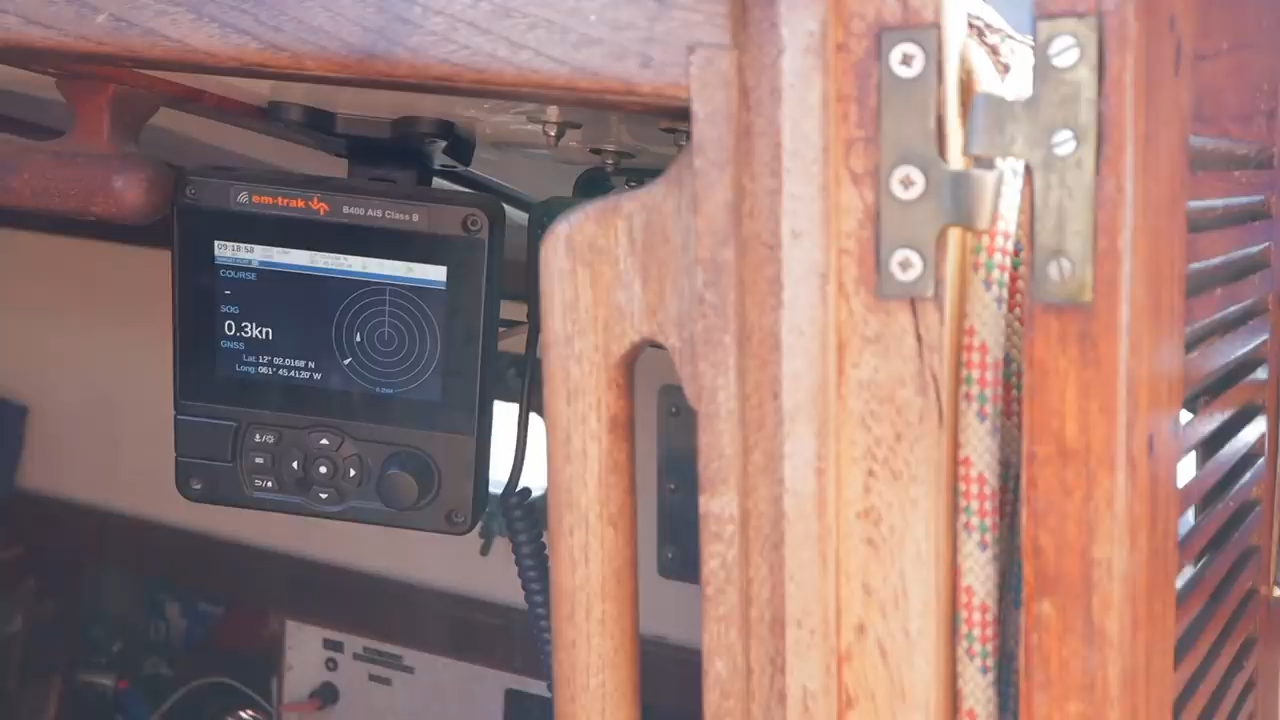 em-trak
B400 AIS Class B
09:18:58
COURSE
-
SOG
0.3kn
GNSS
Lat: 12° 02.0168' N
Long: 061° 45.4120' W